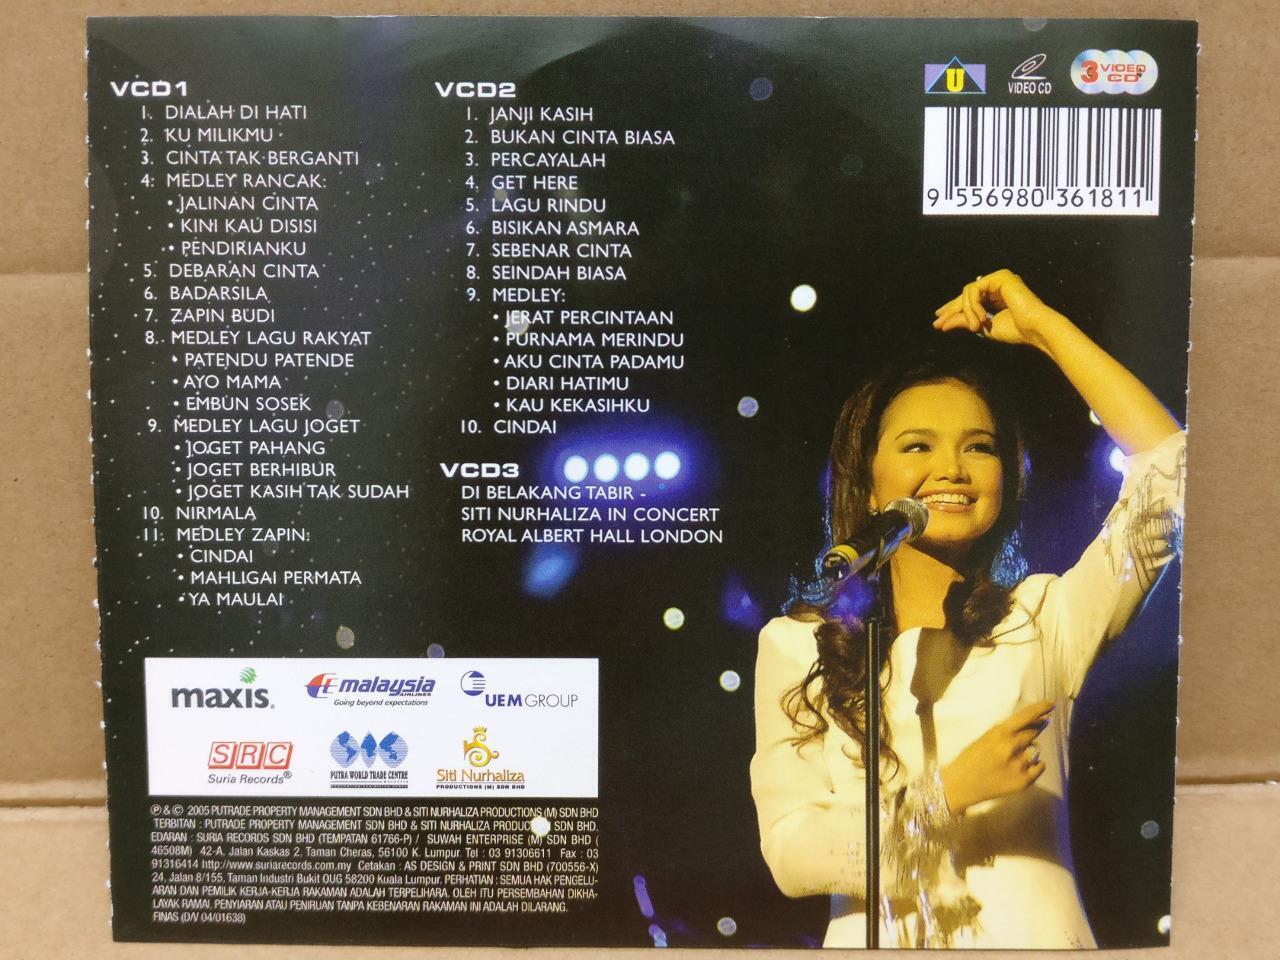 VCD1
1. DIALAH DI HATI
2. KU MILIKMU
3. CINTA TAK BERGANTI
4. MEDLEY RANCAK:
• JALINAN CINTA
• KINI KAU DISISI
• PENDIRIANKU
5. DEBARAN CINTA
6. BADARSILA
7. ZAPIN BUDI
8. MEDLEY LAGU RAKYAT
• PATENDU PATENDE
• AYO MAMA
• EMBUN SOSEK
9. MEDLEY LAGU JOGET
• JOGET PAHANG
• JOGET BERHIBUR
• JOGET KASIH TAK SUDAH
10. NIRMALA
11. MEDLEY ZAPIN:
• CINDAI
• MAHLIGAI PERMATA
• YA MAULAI
VCD2
1. JANJI KASIH
2. BUKAN CINTA BIASA
3. PERCAYALAH
4. GET HERE
5. LAGU RINDU
6. BISIKAN ASMARA
7. SEBENAR CINTA
8. SEINDAH BIASA
9. MEDLEY:
• JERAT PERCINTAAN
• PURNAMA MERINDU
• AKU CINTA PADAMU
• DIARI HATIMU
• KAU KEKASIHKU
10. CINDAI
VCD3
DI BELAKANG TABIR -
SITI NURHALIZA IN CONCERT
ROYAL ALBERT HALL LONDON
U
VIDEO CD
3 VIDEO CD
9 556980 361811
maxis.
malaysia AIRLINES
Going beyond expectations
UEM GROUP
SRC
Suria Records®
PUTRA WORLD TRADE CENTRE
Siti Nurhaliza
PRODUCTIONS (M) SDN BHD
℗ & © 2005 PUTRADE PROPERTY MANAGEMENT SDN BHD & SITI NURHALIZA PRODUCTIONS (M) SDN BHD
TERBITAN : PUTRADE PROPERTY MANAGEMENT SDN BHD & SITI NURHALIZA SDN BHD.
EDARAN : SURIA RECORDS SDN BHD (TEMPATAN 61766-P) / SUWAH ENTERPRISE (M) SDN BHD (
46508M) 42-A, Jalan Kaskas 2, Taman Cheras, 56100 K. Lumpur. Tel : 03 91306611 Fax : 03
91316414 http://www.suriarecords.com.my Cetakan : AS DESIGN & PRINT SDN BHD (700556-X)
24, Jalan 8/155, Taman Industri Bukit OUG 58200 Kuala Lumpur. PERHATIAN : SEMUA HAK PENGELU-
ARAN DAN PEMILIK KERJA-KERJA RAKAMAN ADALAH TERPELIHARA. OLEH ITU PERSEMBAHAN DIKHA-
LAYAK RAMAI, PENYIARAN ATAU PENIRUAN TANPA KEBENARAN RAKAMAN INI ADALAH DILARANG.
FINAS (D/V 04/01638)